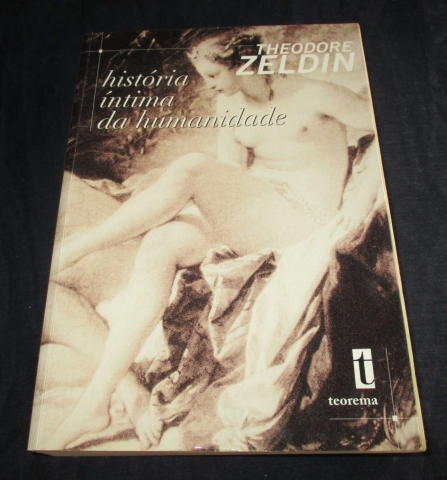 THEODORE
ZELDIN
história
íntima
da humanidade
t
teorema